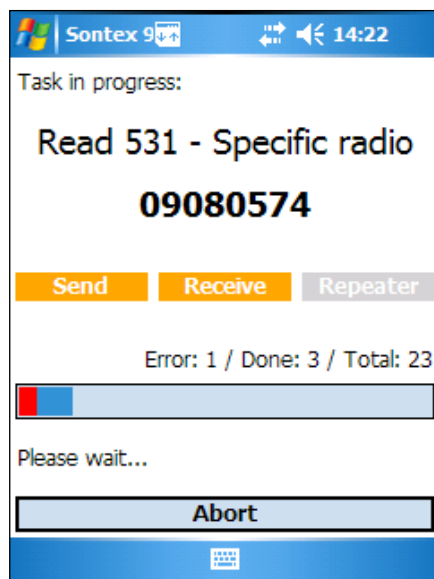 Sontex 9 14:22
Task in progress:
Read 531 - Specific radio
09080574
Send Receive Repeater
Error: 1 / Done: 3 / Total: 23
Please wait...
Abort